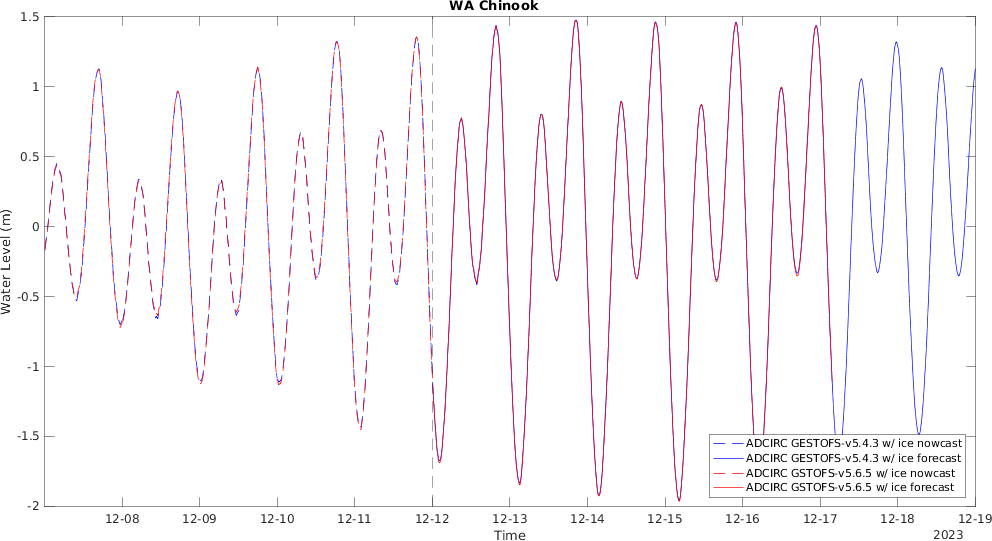 WA Chinook
Water Level (m)
1.5
1
0.5
0
-0.5
-1
-1.5
-2
ADCIRC GESTOFS-v5.4.3 w/ ice nowcast
ADCIRC GESTOFS-v5.4.3 w/ ice forecast
ADCIRC GSTOFS-v5.6.5 w/ ice nowcast
ADCIRC GSTOFS-v5.6.5 w/ ice forecast
12-08 12-09 12-10 12-11 12-12 12-13 12-14 12-15 12-16 12-17 12-18 12-19
Time
2023